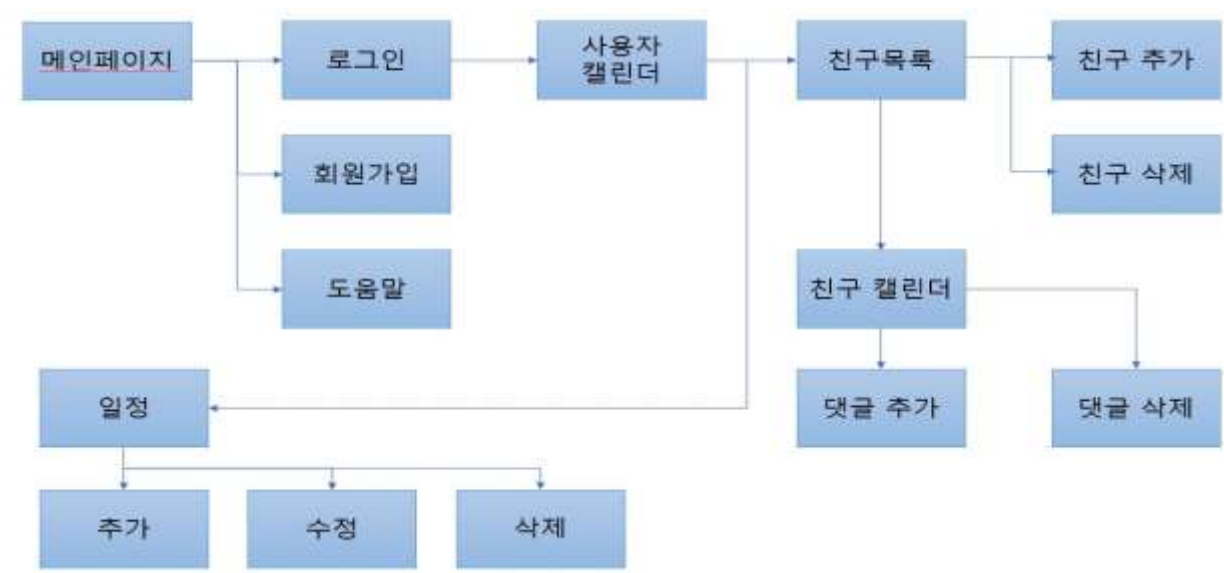 메인페이지
로그인
사용자
캘린더
친구목록
친구 추가
회원가입
친구 삭제
도움말
친구 캘린더
일정
댓글 추가
댓글 삭제
추가
수정
삭제